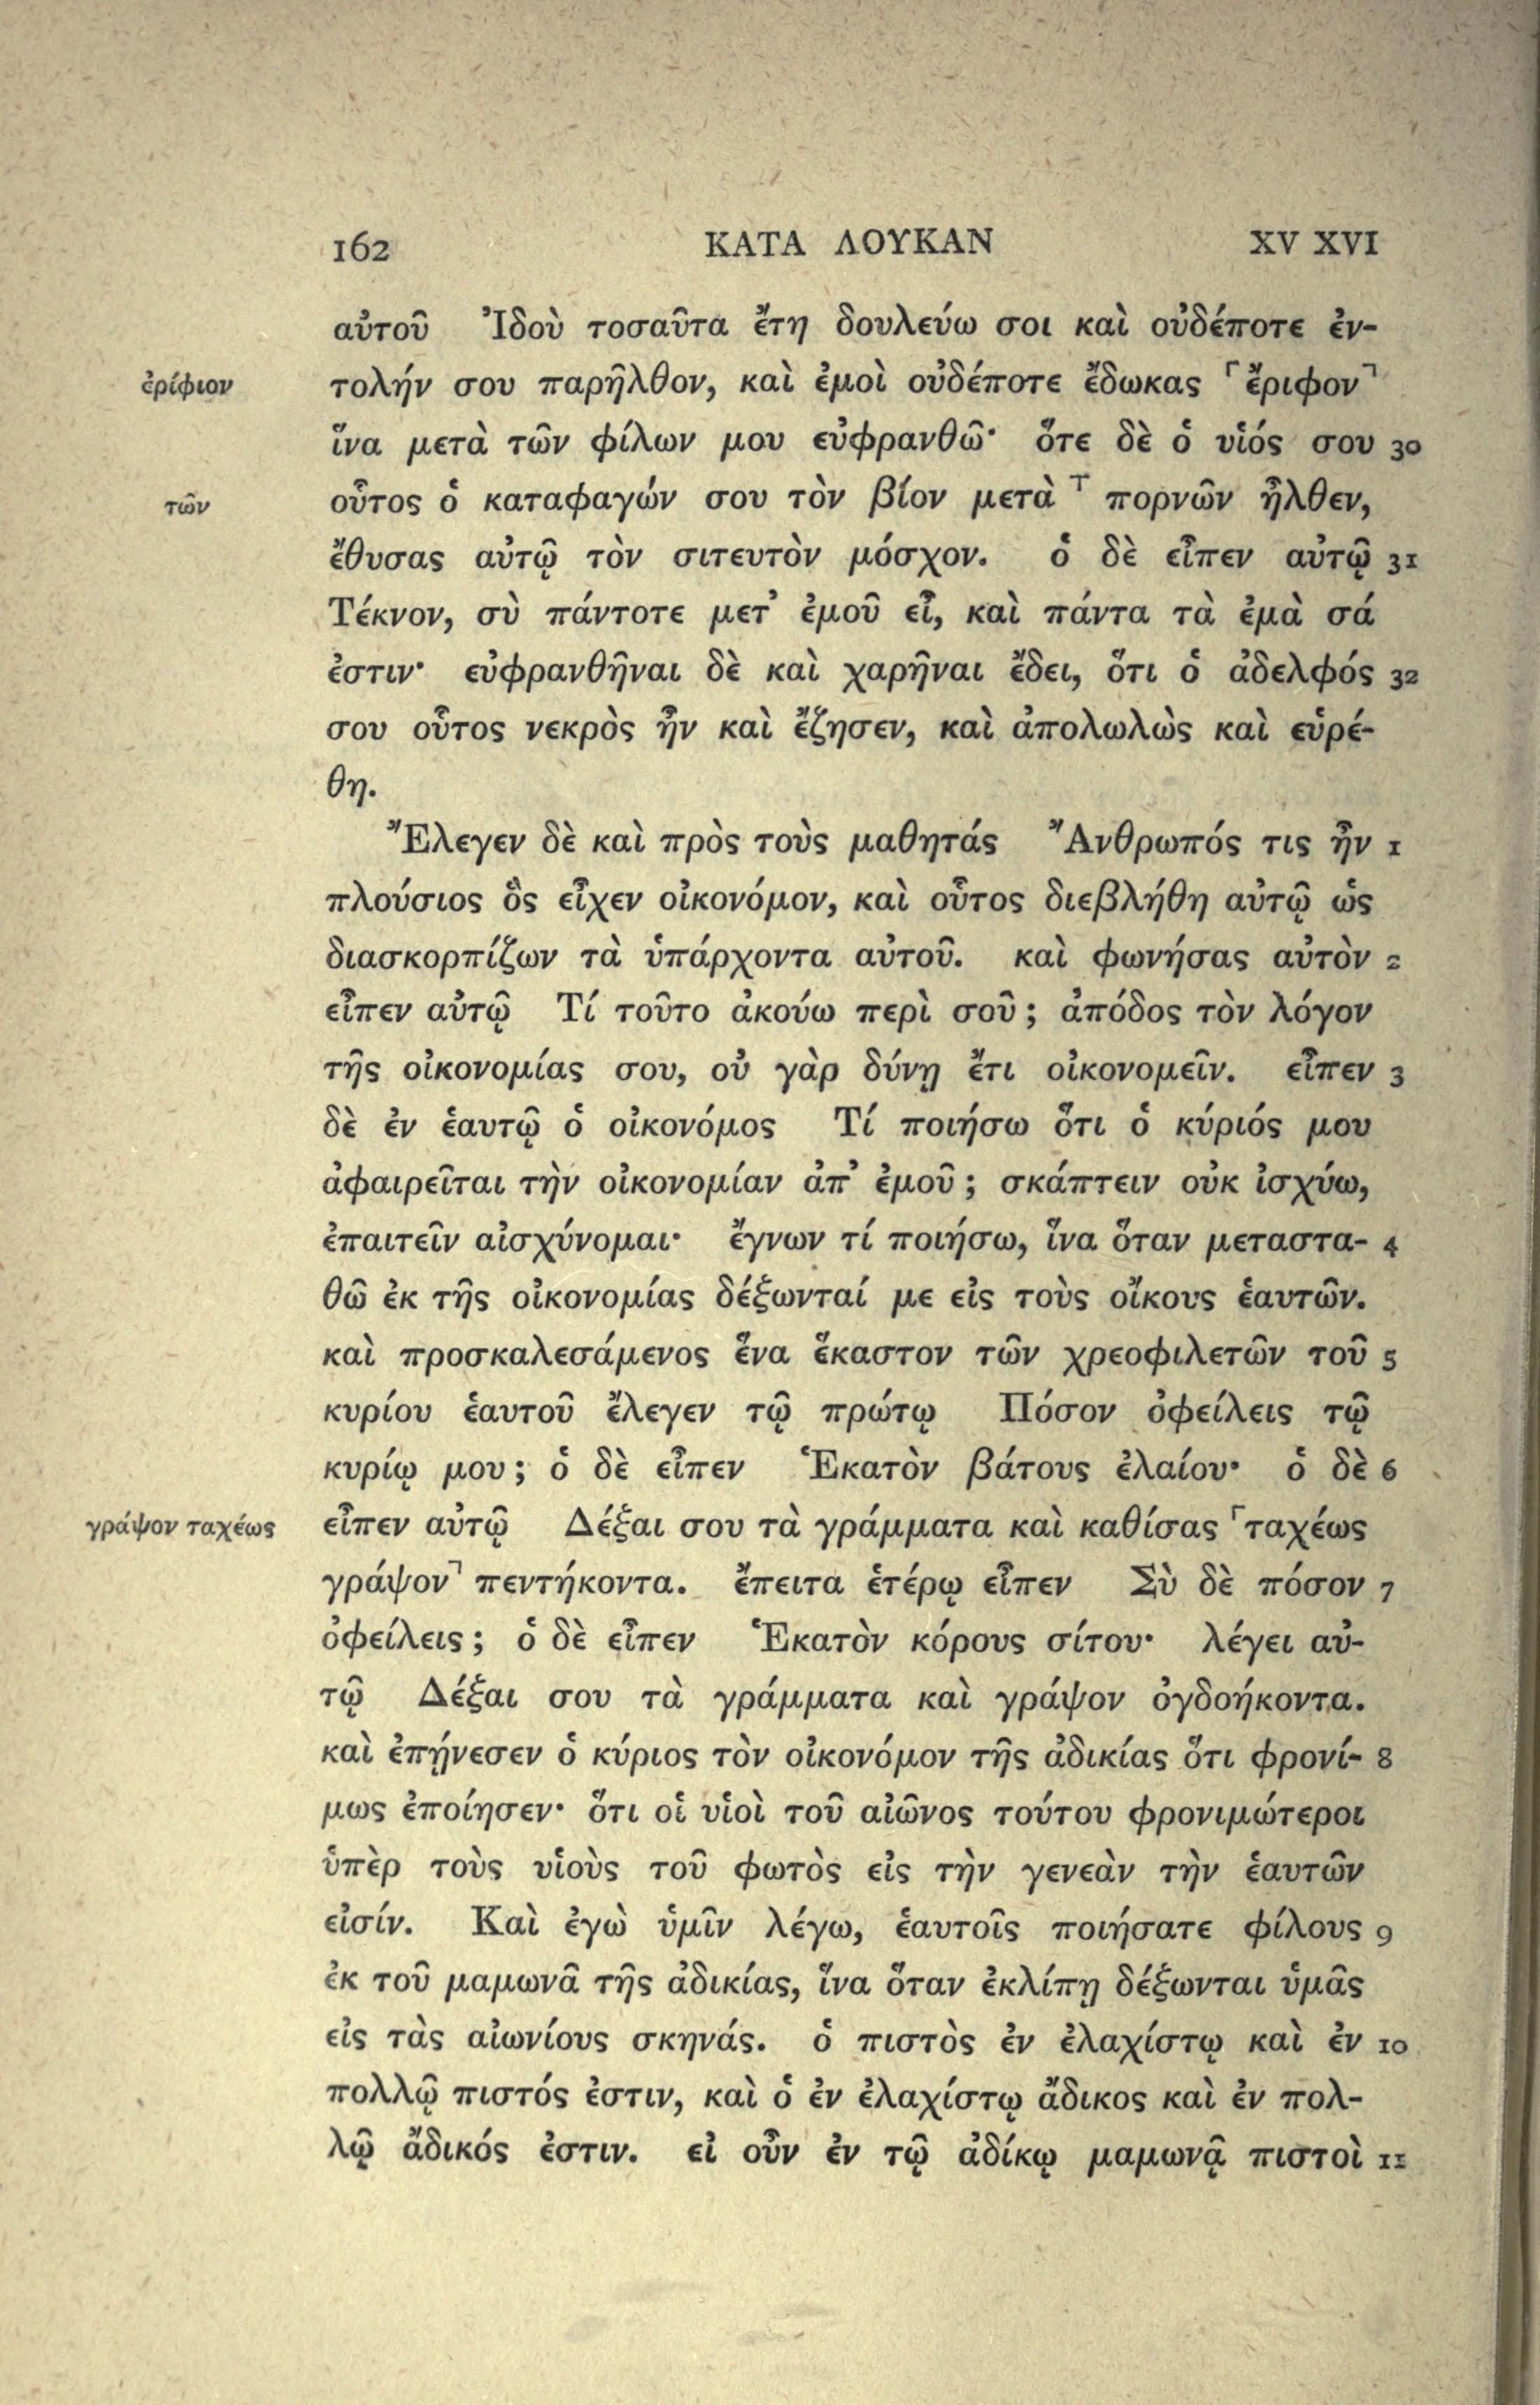 162 ΚΑΤΑ ΛΟΥΚΑΝ XV XVI
αὐτοῦ Ἰδοὺ τοσαῦτα ἔτη δουλεύω σοι καὶ οὐδέποτε ἐν-
ἐρίφιον τολήν σου παρῆλθον, καὶ ἐμοὶ οὐδέποτε ἔδωκας ⌜ἔριφον⌝
ἵνα μετὰ τῶν φίλων μου εὐφρανθῶ· ὅτε δὲ ὁ υἱός σου 30
τῶν οὗτος ὁ καταφαγών σου τὸν βίον μετὰ ⊤ πορνῶν ἦλθεν,
ἔθυσας αὐτῷ τὸν σιτευτὸν μόσχον. ὁ δὲ εἶπεν αὐτῷ 31
Τέκνον, σὺ πάντοτε μετ’ ἐμοῦ εἶ, καὶ πάντα τὰ ἐμὰ σά
ἐστιν· εὐφρανθῆναι δὲ καὶ χαρῆναι ἔδει, ὅτι ὁ ἀδελφός 32
σου οὗτος νεκρὸς ἦν καὶ ἔζησεν, καὶ ἀπολωλὼς καὶ εὑρέ-
θη.
Ἔλεγεν δὲ καὶ πρὸς τοὺς μαθητάς Ἄνθρωπός τις ἦν 1
πλούσιος ὃς εἶχεν οἰκονόμον, καὶ οὗτος διεβλήθη αὐτῷ ὡς
διασκορπίζων τὰ ὑπάρχοντα αὐτοῦ. καὶ φωνήσας αὐτὸν 2
εἶπεν αὐτῷ Τί τοῦτο ἀκούω περὶ σοῦ; ἀπόδος τὸν λόγον
τῆς οἰκονομίας σου, οὐ γὰρ δύνῃ ἔτι οἰκονομεῖν. εἶπεν 3
δὲ ἐν ἑαυτῷ ὁ οἰκονόμος Τί ποιήσω ὅτι ὁ κύριός μου
ἀφαιρεῖται τὴν οἰκονομίαν ἀπ’ ἐμοῦ; σκάπτειν οὐκ ἰσχύω,
ἐπαιτεῖν αἰσχύνομαι· ἔγνων τί ποιήσω, ἵνα ὅταν μεταστα- 4
θῶ ἐκ τῆς οἰκονομίας δέξωνταί με εἰς τοὺς οἴκους ἑαυτῶν.
καὶ προσκαλεσάμενος ἕνα ἕκαστον τῶν χρεοφιλετῶν τοῦ 5
κυρίου ἑαυτοῦ ἔλεγεν τῷ πρώτῳ Πόσον ὀφείλεις τῷ
κυρίῳ μου; ὁ δὲ εἶπεν Ἑκατὸν βάτους ἐλαίου· ὁ δὲ 6
γράψον ταχέως εἶπεν αὐτῷ Δέξαι σου τὰ γράμματα καὶ καθίσας ⌜ταχέως
γράψον⌝ πεντήκοντα. ἔπειτα ἑτέρῳ εἶπεν Σὺ δὲ πόσον 7
ὀφείλεις; ὁ δὲ εἶπεν Ἑκατὸν κόρους σίτου· λέγει αὐ-
τῷ Δέξαι σου τὰ γράμματα καὶ γράψον ὀγδοήκοντα.
καὶ ἐπῄνεσεν ὁ κύριος τὸν οἰκονόμον τῆς ἀδικίας ὅτι φρονί- 8
μως ἐποίησεν· ὅτι οἱ υἱοὶ τοῦ αἰῶνος τούτου φρονιμώτεροι
ὑπὲρ τοὺς υἱοὺς τοῦ φωτὸς εἰς τὴν γενεὰν τὴν ἑαυτῶν
εἰσίν. Καὶ ἐγὼ ὑμῖν λέγω, ἑαυτοῖς ποιήσατε φίλους 9
ἐκ τοῦ μαμωνᾶ τῆς ἀδικίας, ἵνα ὅταν ἐκλίπῃ δέξωνται ὑμᾶς
εἰς τὰς αἰωνίους σκηνάς. ὁ πιστὸς ἐν ἐλαχίστῳ καὶ ἐν 10
πολλῷ πιστός ἐστιν, καὶ ὁ ἐν ἐλαχίστῳ ἄδικος καὶ ἐν πολ-
λῷ ἄδικός ἐστιν. εἰ οὖν ἐν τῷ ἀδίκῳ μαμωνᾷ πιστοὶ 11